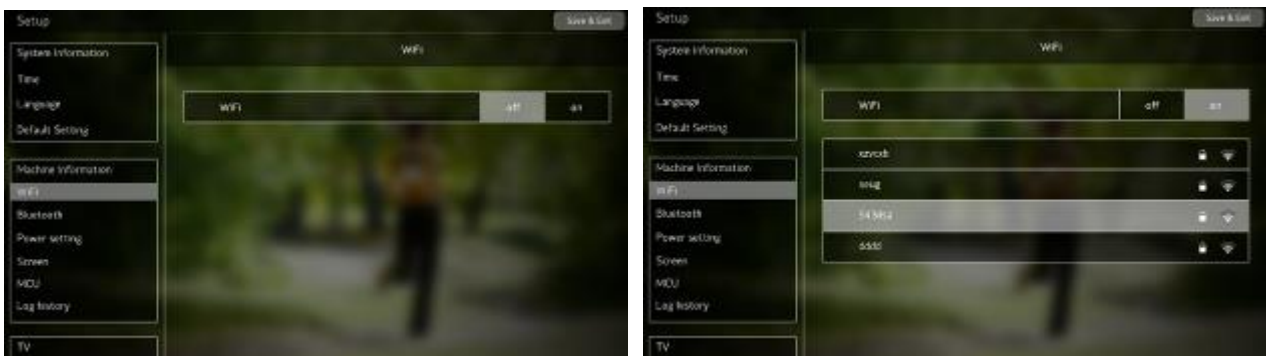 Setup
Save & Exit
System Information
Time
Language
Default Setting
Machine Information
WiFi
Bluetooth
Power setting
Screen
MCU
Log history
TV
WiFi
WiFi off on
Setup
Save & Exit
System Information
Time
Language
Default Setting
Machine Information
WiFi
Bluetooth
Power setting
Screen
MCU
Log history
TV
WiFi
WiFi off on
dddd